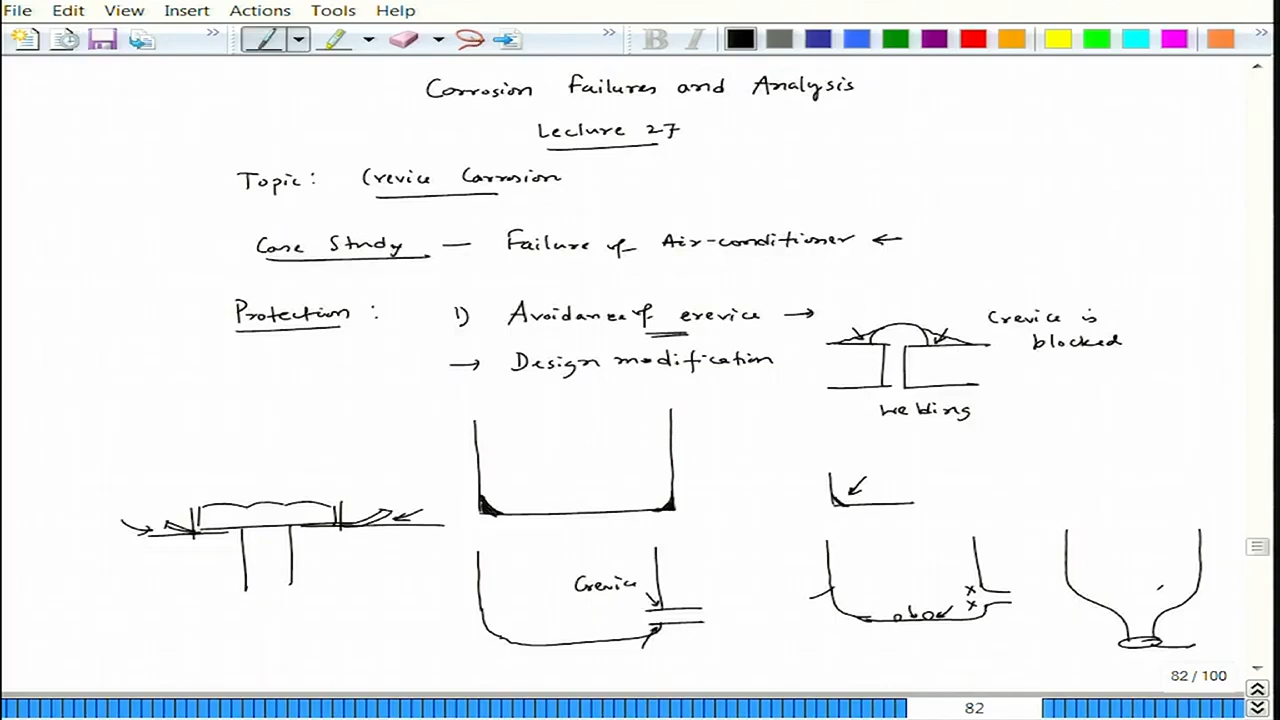 File Edit View Insert Actions Tools Help
B I
Corrosion Failures and Analysis
Lecture 27
Topic: Crevice Corrosion
Case Study — Failure of Air-conditioner ←
Protection : 1) Avoidance of crevice →
Crevice is
blocked
→ Design modification
Welding
Crevice
x
x
82 / 100
82